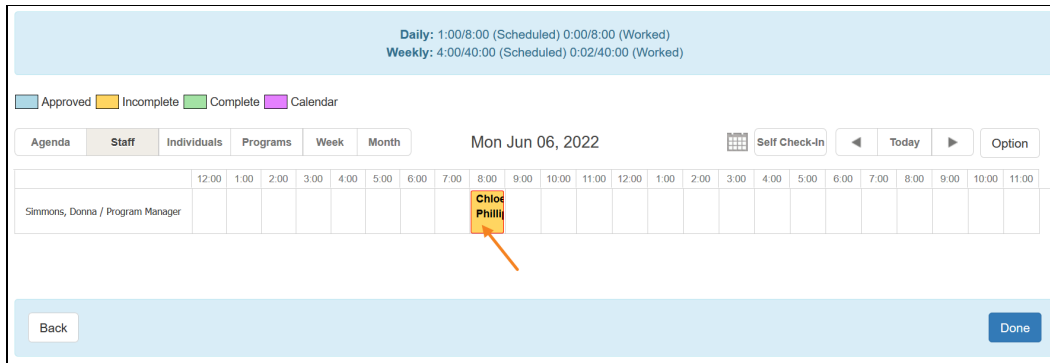 Daily: 1:00/8:00 (Scheduled) 0:00/8:00 (Worked)
Weekly: 4:00/40:00 (Scheduled) 0:02/40:00 (Worked)
Approved Incomplete Complete Calendar
Agenda Staff Individuals Programs Week Month Mon Jun 06, 2022 Self Check-In Today Option
12:00 1:00 2:00 3:00 4:00 5:00 6:00 7:00 8:00 9:00 10:00 11:00 12:00 1:00 2:00 3:00 4:00 5:00 6:00 7:00 8:00 9:00 10:00 11:00
Chloe
Simmons, Donna / Program Manager
Back Done